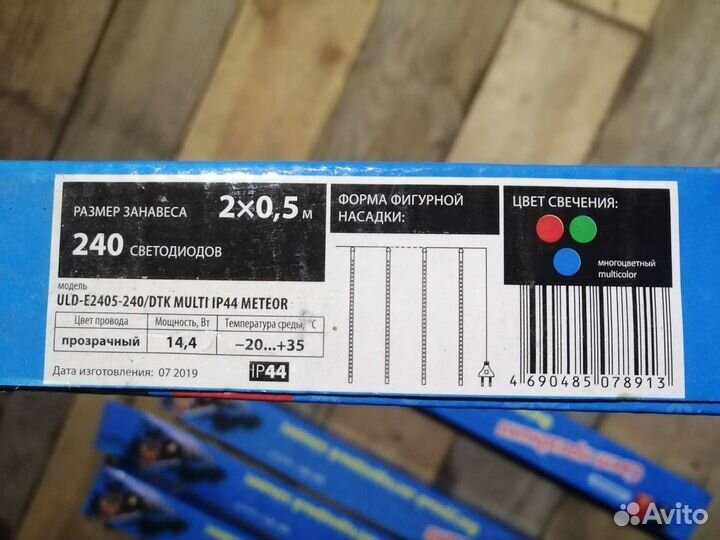 РАЗМЕР ЗАНАВЕСА 2×0,5 м
240 СВЕТОДИОДОВ
ФОРМА ФИГУРНОЙ
НАСАДКИ:
ЦВЕТ СВЕЧЕНИЯ:
многоцветный
multicolor
модель
ULD-E2405-240/DTK MULTI IP44 METEOR
Цвет провода Мощность, Вт Температура среды, °С
прозрачный 14,4 −20...+35
Дата изготовления: 07 2019
IP44
4 690485 078913
Avito